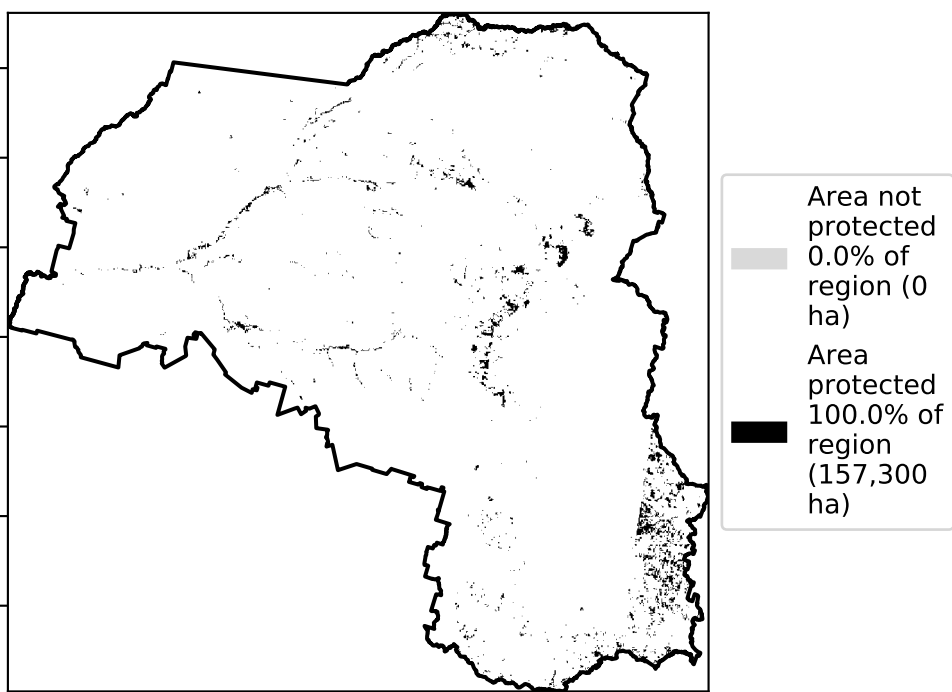 Area not
protected
0.0% of
region (0
ha)
Area
protected
100.0% of
region
(157,300
ha)